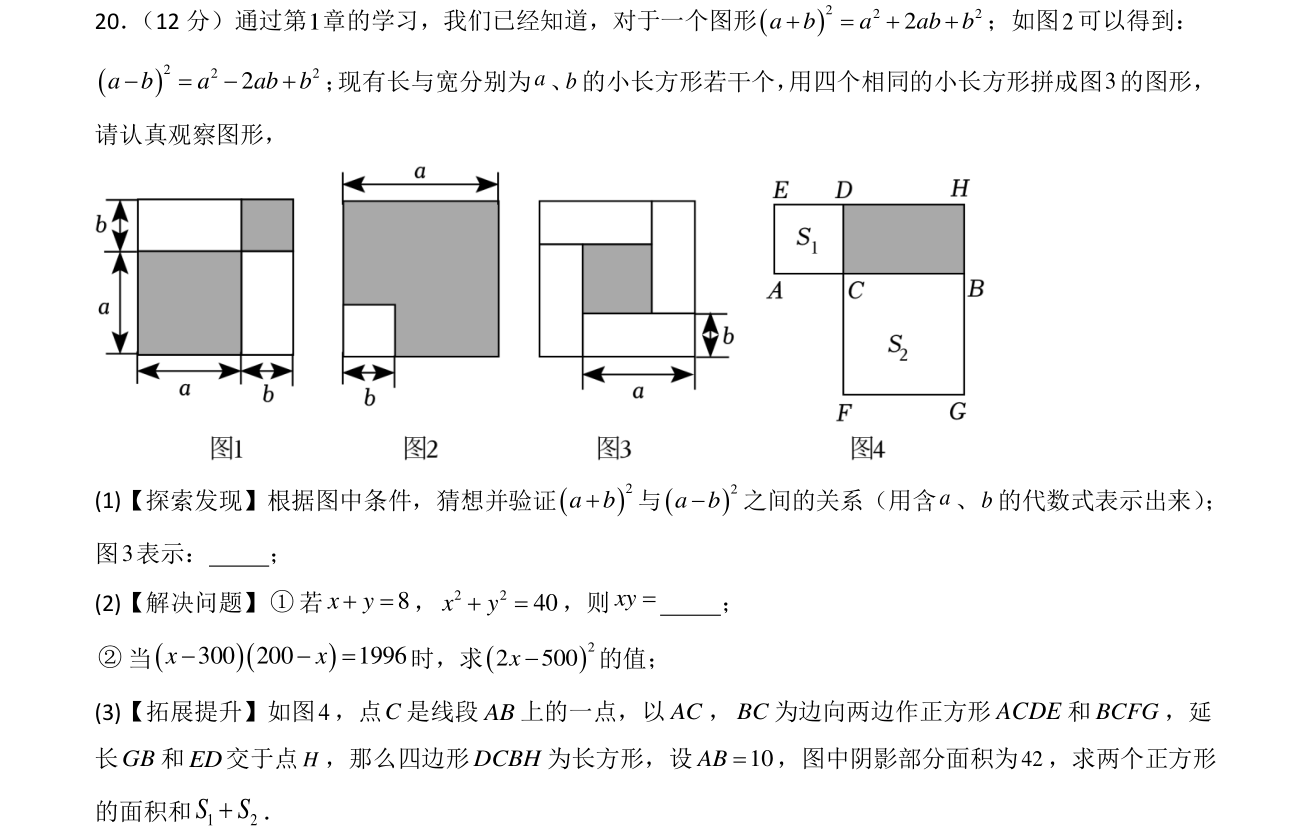 20．（12 分）通过第1章的学习，我们已经知道，对于一个图形(a+b)²=a²+2ab+b²；如图2可以得到：
(a−b)²=a²−2ab+b²；现有长与宽分别为a、b的小长方形若干个，用四个相同的小长方形拼成图3的图形，
请认真观察图形，
b
a
a
b
图1
a
b
图2
b
a
图3
E D H
S₁
A C B
S₂
F G
图4
(1)【探索发现】根据图中条件，猜想并验证(a+b)²与(a−b)²之间的关系（用含a、b的代数式表示出来）；
图3表示：_____；
(2)【解决问题】①若x+y=8，x²+y²=40，则xy=_____；
②当(x−300)(200−x)=1996时，求(2x−500)²的值；
(3)【拓展提升】如图4，点C是线段AB上的一点，以AC，BC为边向两边作正方形ACDE和BCFG，延
长GB和ED交于点H，那么四边形DCBH为长方形，设AB=10，图中阴影部分面积为42，求两个正方形
的面积和S₁+S₂．